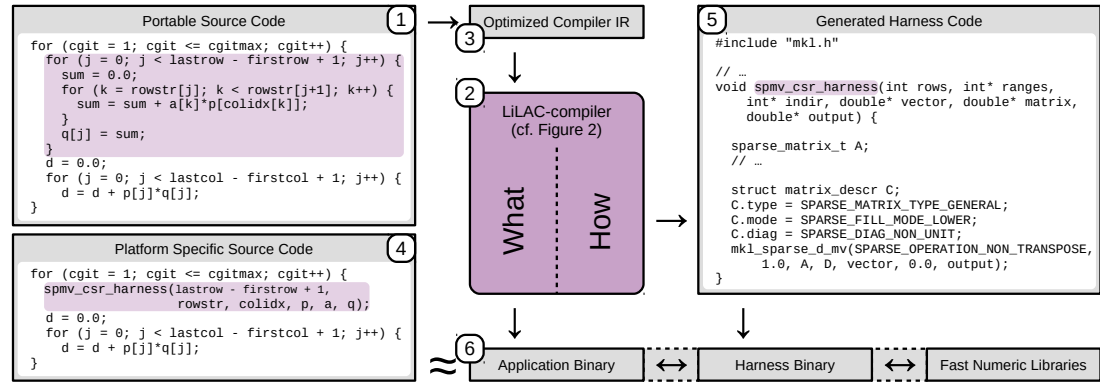 Portable Source Code
1
for (cgit = 1; cgit <= cgitmax; cgit++) {
for (j = 0; j < lastrow - firstrow + 1; j++) {
sum = 0.0;
for (k = rowstr[j]; k < rowstr[j+1]; k++) {
sum = sum + a[k]*p[colidx[k]];
}
q[j] = sum;
}
d = 0.0;
for (j = 0; j < lastcol - firstcol + 1; j++) {
d = d + p[j]*q[j];
}
Platform Specific Source Code
4
for (cgit = 1; cgit <= cgitmax; cgit++) {
spmv_csr_harness(lastrow - firstrow + 1,
rowstr, colidx, p, a, q);
d = 0.0;
for (j = 0; j < lastcol - firstcol + 1; j++) {
d = d + p[j]*q[j];
}
Optimized Compiler IR
3
2
LiLAC-compiler
(cf. Figure 2)
What
How
5
Generated Harness Code
#include "mkl.h"
// …
void spmv_csr_harness(int rows, int* ranges,
int* indir, double* vector, double* matrix,
double* output) {
sparse_matrix_t A;
// …
struct matrix_descr C;
C.type = SPARSE_MATRIX_TYPE_GENERAL;
C.mode = SPARSE_FILL_MODE_LOWER;
C.diag = SPARSE_DIAG_NON_UNIT;
mkl_sparse_d_mv(SPARSE_OPERATION_NON_TRANSPOSE,
1.0, A, D, vector, 0.0, output);
}
≈
6
Application Binary
Harness Binary
Fast Numeric Libraries